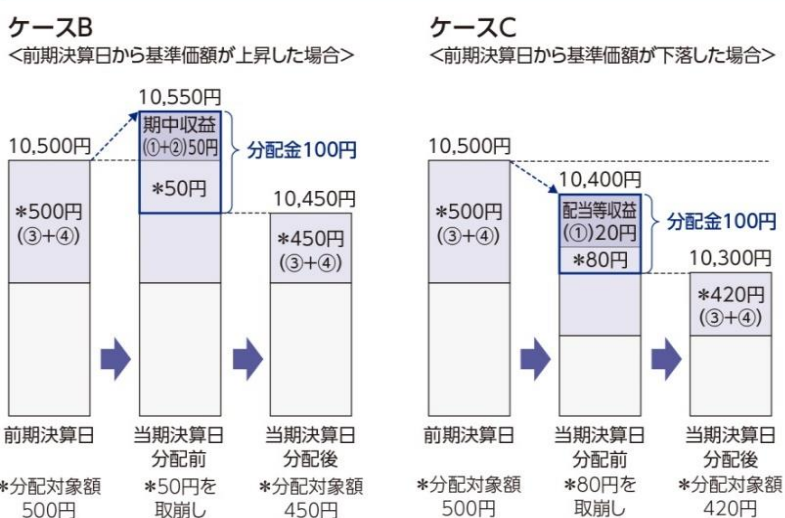 ケースB
<前期決算日から基準価額が上昇した場合>
10,550円
10,500円
期中収益
(①+②)50円
分配金100円
*50円
*500円
(③+④)
10,450円
*450円
(③+④)
前期決算日
当期決算日
分配前
当期決算日
分配後
*分配対象額
500円
*50円を
取崩し
*分配対象額
450円
ケースC
<前期決算日から基準価額が下落した場合>
10,500円
10,400円
*500円
(③+④)
配当等収益
(①)20円
分配金100円
*80円
10,300円
*420円
(③+④)
前期決算日
当期決算日
分配前
当期決算日
分配後
*分配対象額
500円
*80円を
取崩し
*分配対象額
420円